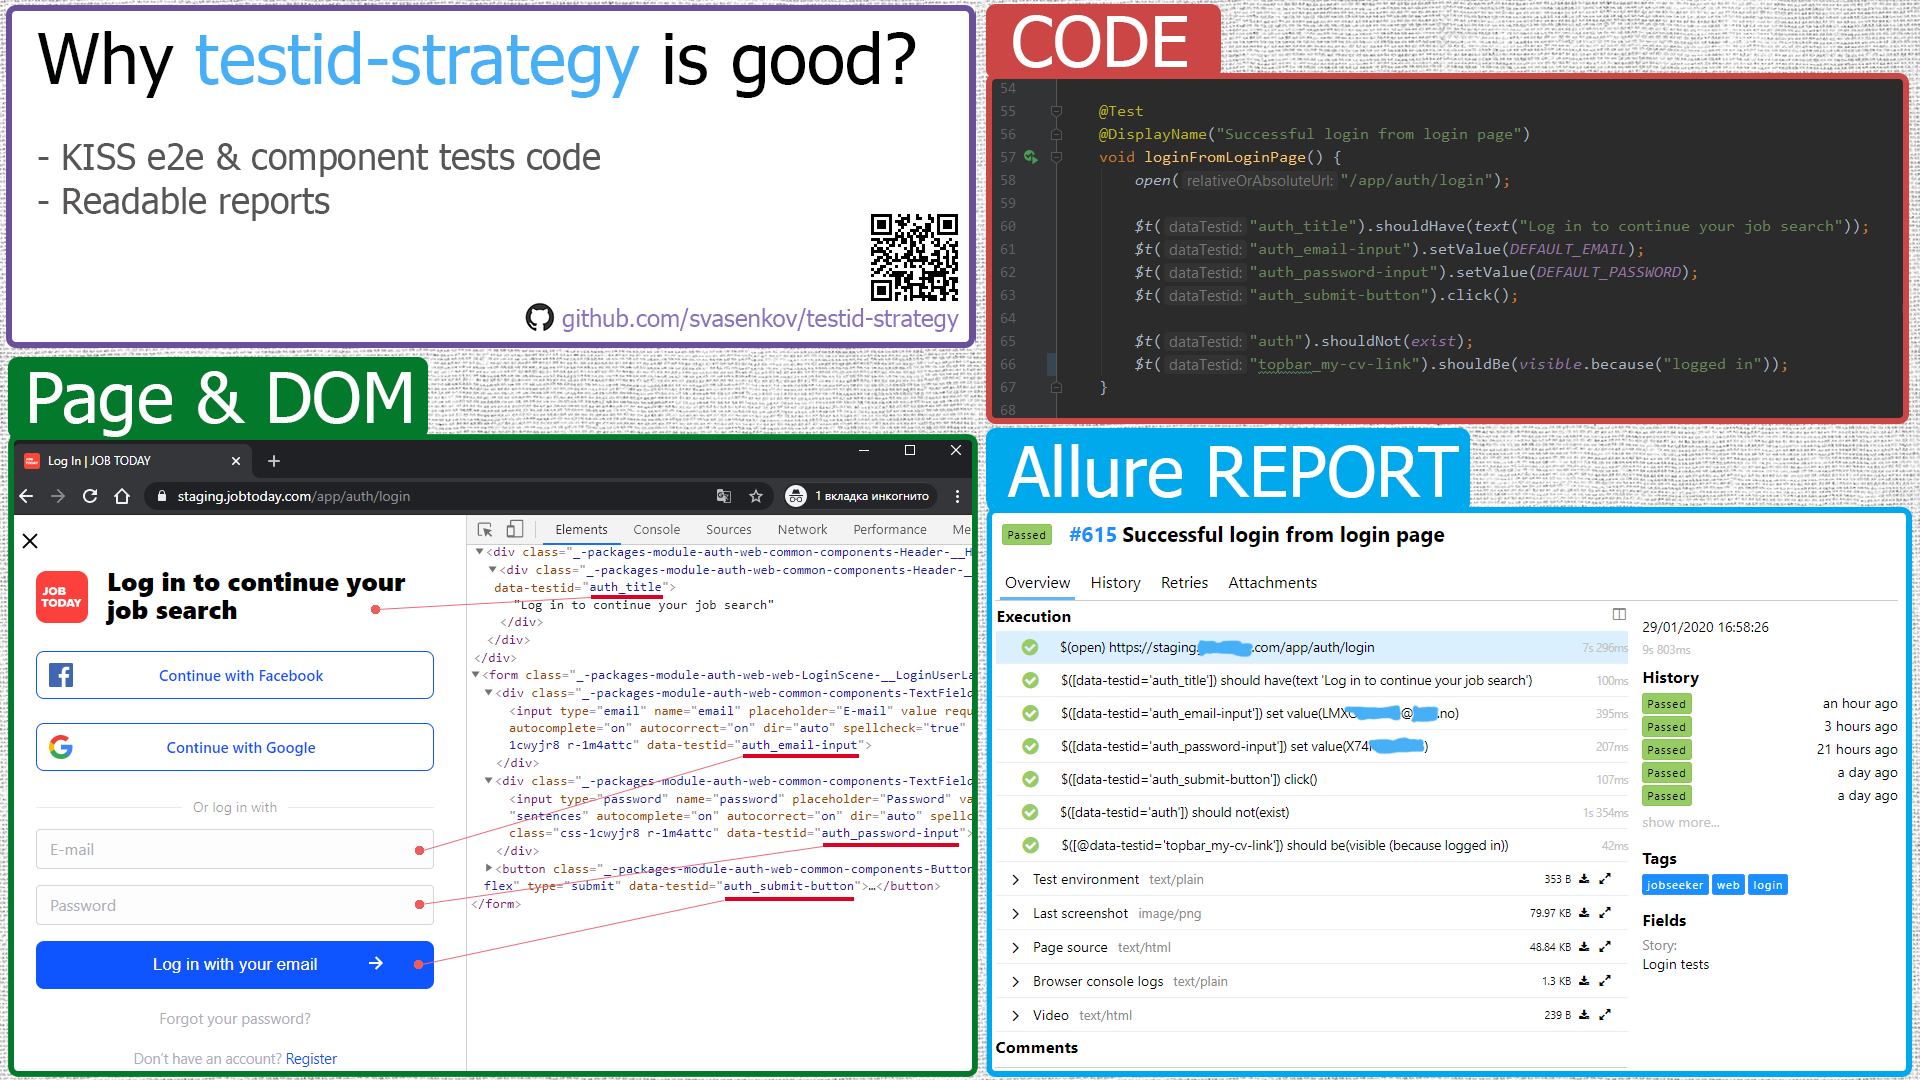 Why testid-strategy is good?
- KISS e2e & component tests code
- Readable reports
github.com/svasenkov/testid-strategy
CODE
54
55 @Test
56 @DisplayName("Successful login from login page")
57 void loginFromLoginPage() {
58 open( relativeOrAbsoluteUrl: "/app/auth/login");
59
60 $t( dataTestid: "auth_title").shouldHave(text("Log in to continue your job search"));
61 $t( dataTestid: "auth_email-input").setValue(DEFAULT_EMAIL);
62 $t( dataTestid: "auth_password-input").setValue(DEFAULT_PASSWORD);
63 $t( dataTestid: "auth_submit-button").click();
64
65 $t( dataTestid: "auth").shouldNot(exist);
66 $t( dataTestid: "topbar_my-cv-link").shouldBe(visible.because("logged in"));
67 }
68
Page & DOM
Log In | JOB TODAY
staging.jobtoday.com/app/auth/login
1 вкладка инкогнито
JOB TODAY
Log in to continue your
job search
Continue with Facebook
Continue with Google
Or log in with
E-mail
Password
Log in with your email
Forgot your password?
Don't have an account? Register
Elements Console Sources Network Performance Me
<div class="_-packages-module-auth-web-common-components-Header-__H
<div class="_-packages-module-auth-web-common-components-Header-__
data-testid="auth_title">
"Log in to continue your job search"
</div>
</div>
</div>
<form class="_-packages-module-auth-web-web-LoginScene-__LoginUserLa
<div class="_-packages-module-auth-web-common-components-TextField
<input type="email" name="email" placeholder="E-mail" value requ
autocomplete="on" autocorrect="on" dir="auto" spellcheck="true"
1cwyjr8 r-1m4attc" data-testid="auth_email-input">
</div>
<div class="_-packages-module-auth-web-common-components-TextField
<input type="password" name="password" placeholder="Password" va
"sentences" autocomplete="on" autocorrect="on" dir="auto" spellc
class="css-1cwyjr8 r-1m4attc" data-testid="auth_password-input">
</div>
<button class="_-packages-module-auth-web-common-components-Button
flex" type="submit" data-testid="auth_submit-button">…</button>
</form>
Allure REPORT
Passed #615 Successful login from login page
Overview History Retries Attachments
Execution
$(open) https://staging. .com/app/auth/login 7s 296ms
$([data-testid='auth_title']) should have(text 'Log in to continue your job search') 100ms
$([data-testid='auth_email-input']) set value(LMX @ .no) 395ms
$([data-testid='auth_password-input']) set value(X74 ) 207ms
$([data-testid='auth_submit-button']) click() 107ms
$([data-testid='auth']) should not(exist) 1s 354ms
$([@data-testid='topbar_my-cv-link']) should be(visible (because logged in)) 42ms
Test environment text/plain 353 B
Last screenshot image/png 79.97 KB
Page source text/html 48.84 KB
Browser console logs text/plain 1.3 KB
Video text/html 239 B
Comments
29/01/2020 16:58:26
9s 803ms
History
Passed an hour ago
Passed 3 hours ago
Passed 21 hours ago
Passed a day ago
Passed a day ago
show more...
Tags
jobseeker web login
Fields
Story:
Login tests